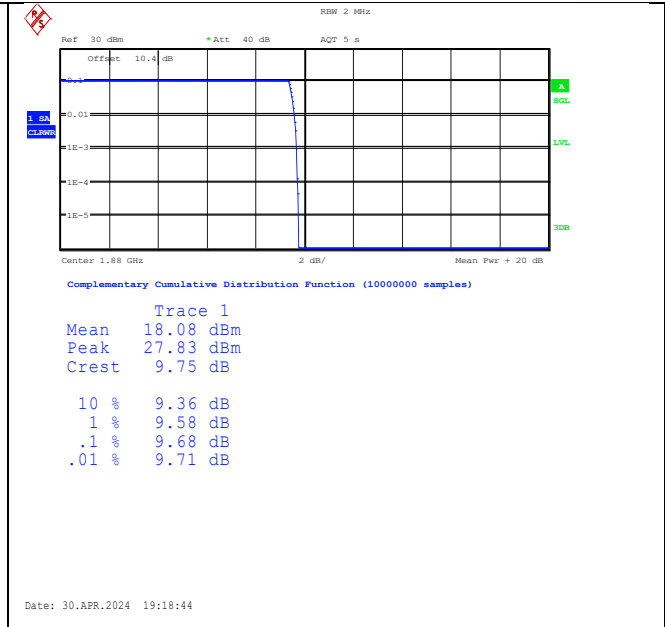 R S
RBW 2 MHz
Ref 30 dBm *Att 40 dB AQT 5 s
Offset 10.4 dB
0.1
A
SGL
0.01
1 SA
CLRWR
1E-3
LVL
1E-4
1E-5
3DB
Center 1.88 GHz 2 dB/ Mean Pwr + 20 dB
Complementary Cumulative Distribution Function (10000000 samples)
Trace 1
Mean 18.08 dBm
Peak 27.83 dBm
Crest 9.75 dB
10 % 9.36 dB
1 % 9.58 dB
.1 % 9.68 dB
.01 % 9.71 dB
Date: 30.APR.2024 19:18:44